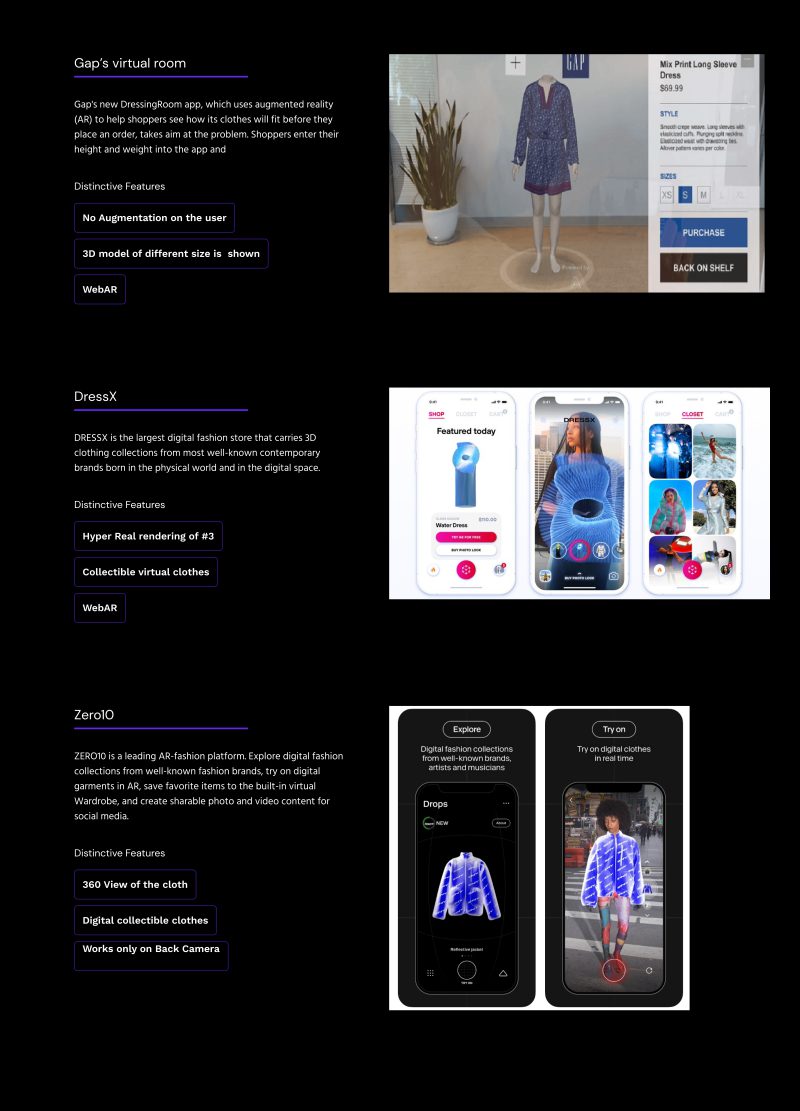 Gap's virtual room
Gap's new DressingRoom app, which uses augmented reality
(AR) to help shoppers see how its clothes will fit before they
place an order, takes aim at the problem. Shoppers enter their
height and weight into the app and
Distinctive Features
No Augmentation on the user
3D model of different size is shown
WebAR
GAP
Mix Print Long Sleeve
Dress
$69.99
STYLE
Smooth crepe weave. Long sleeves with
elasticized cuffs. Plunging split neckline.
Elasticized waist with drawstring ties.
Allover pattern varies per color.
SIZES
XS S M L XL
PURCHASE
BACK ON SHELF
Powered by
DressX
DRESSX is the largest digital fashion store that carries 3D
clothing collections from most well-known contemporary
brands born in the physical world and in the digital space.
Distinctive Features
Hyper Real rendering of #3
Collectible virtual clothes
WebAR
9:41
SHOP CLOSET CART
Featured today
Water Dress
$110.00
TRY ME FOR FREE
BUY PHOTO LOOK
9:41
DRESSX
BUY PHOTO LOOK
9:41
SHOP CLOSET CART
Zero10
ZERO10 is a leading AR-fashion platform. Explore digital fashion
collections from well-known fashion brands, try on digital
garments in AR, save favorite items to the built-in virtual
Wardrobe, and create sharable photo and video content for
social media.
Distinctive Features
360 View of the cloth
Digital collectible clothes
Works only on Back Camera
Explore
Digital fashion collections
from well-known brands,
artists and musicians
Drops
NEW
About
Reflective jacket
TRY ON
Try on
Try on digital clothes
in real time